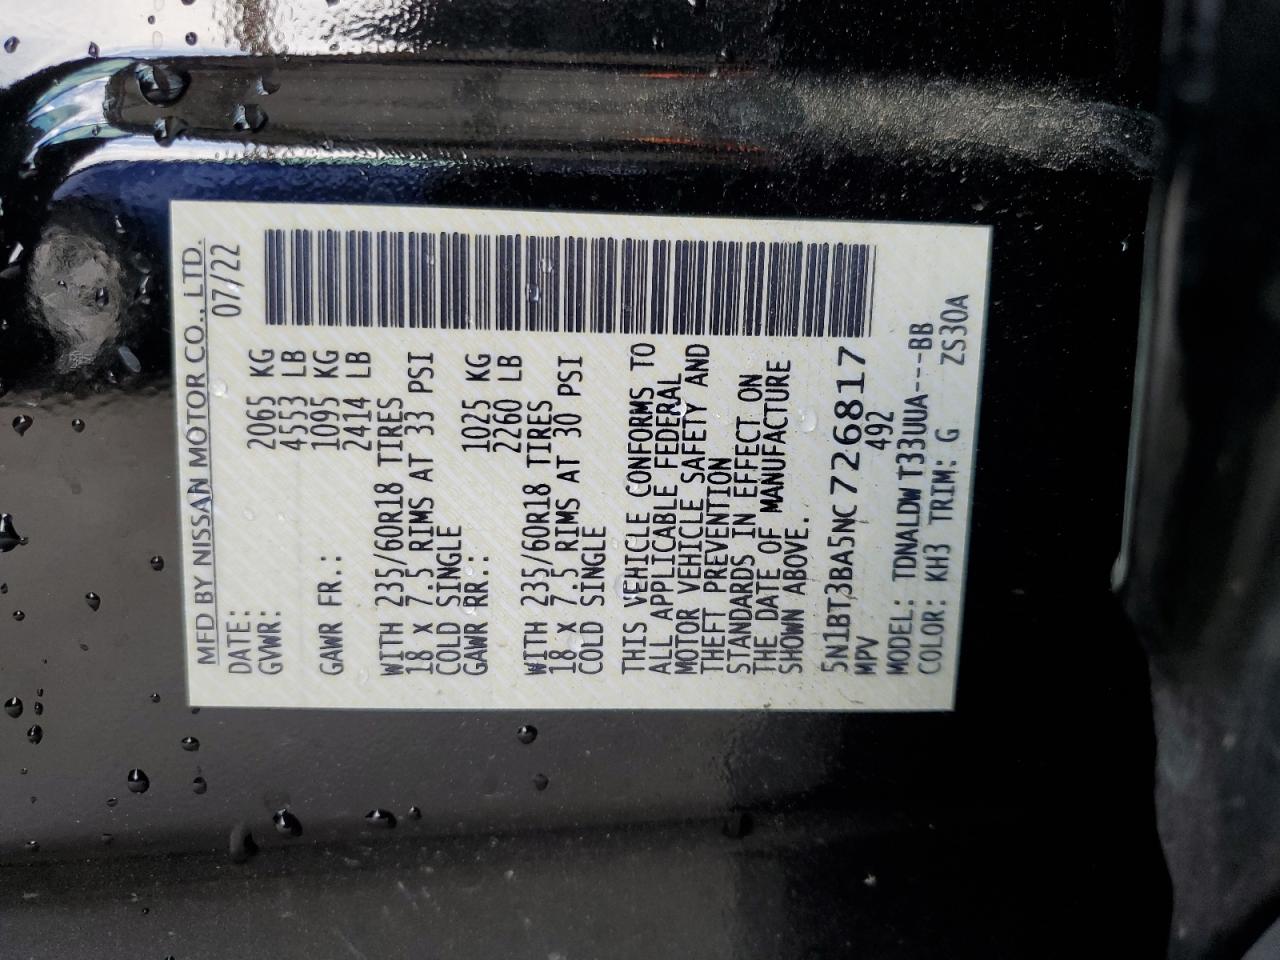 MFD BY NISSAN MOTOR CO., LTD.
DATE: 07/22
GVWR: 2065 KG
4553 LB
GAWR FR.: 1095 KG
2414 LB
WITH 235/60R18 TIRES
18 x 7.5 RIMS AT 33 PSI
COLD SINGLE
GAWR RR.: 1025 KG
2260 LB
WITH 235/60R18 TIRES
18 x 7.5 RIMS AT 30 PSI
COLD SINGLE
THIS VEHICLE CONFORMS TO
ALL APPLICABLE FEDERAL
MOTOR VEHICLE SAFETY AND
THEFT PREVENTION
STANDARDS IN EFFECT ON
THE DATE OF MANUFACTURE
SHOWN ABOVE.
5N1BT3BA5NC726817
MPV 492
MODEL: TDNALDW T33UUA----BB
COLOR: KH3 TRIM: G ZS30A